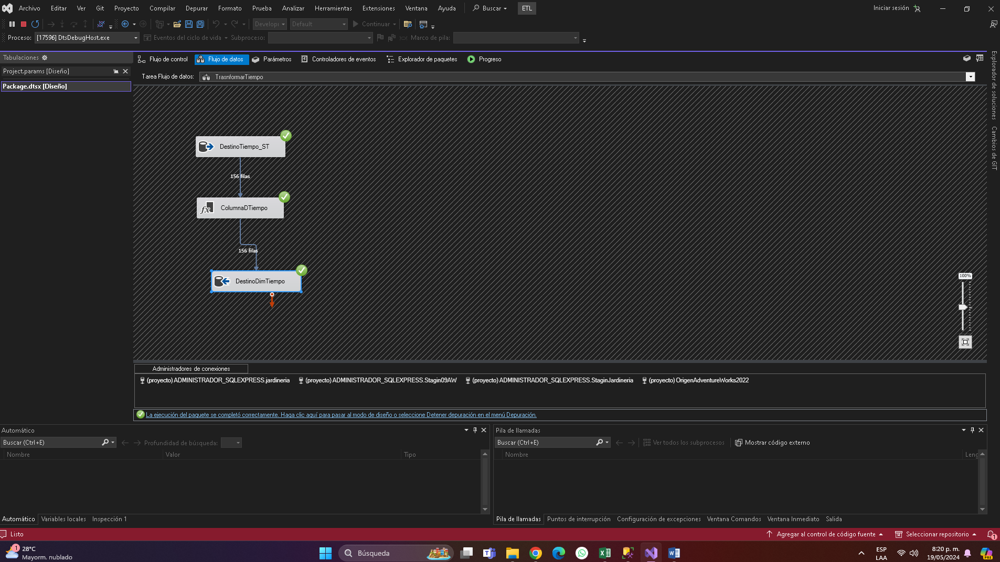 Archivo Editar Ver Git Proyecto Compilar Depurar Formato Prueba Analizar Herramientas Extensiones Ventana Ayuda Buscar ETL Iniciar sesión
Developi Default Continuar
Proceso: [17596] DtsDebugHost.exe Eventos del ciclo de vida Subproceso: Marco de pila:
Tabulaciones
Project.params [Diseño]
Package.dtsx [Diseño]
Flujo de control Flujo de datos Parámetros Controladores de eventos Explorador de paquetes Progreso
Tarea Flujo de datos: TrasnformarTiempo
Explorador de soluciones
Cambios de GIT
DestinoTiempo_ST
156 filas
ColumnaDTiempo
156 filas
DestinoDimTiempo
100%
Administradores de conexiones
(proyecto) ADMINISTRADOR_SQLEXPRESS.jardineria (proyecto) ADMINISTRADOR_SQLEXPRESS.Stagin09AW (proyecto) ADMINISTRADOR_SQLEXPRESS.StaginJardineria (proyecto) OrigenAdventureWorks2022
La ejecución del paquete se completó correctamente. Haga clic aquí para pasar al modo de diseño o seleccione Detener depuración en el menú Depuración.
Automático
Buscar (Ctrl+E) Profundidad de búsqueda:
Nombre Valor Tipo
Automático Variables locales Inspección 1
Pila de llamadas
Buscar (Ctrl+E) Ver todos los subprocesos Mostrar código externo
Nombre Leng
Pila de llamadas Puntos de interrupción Configuración de excepciones Ventana Comandos Ventana Inmediato Salida
Listo Agregar al control de código fuente Seleccionar repositorio 1
1 28°C
Mayorm. nublado
Búsqueda
ESP
LAA
8:20 p. m.
19/05/2024
PRE